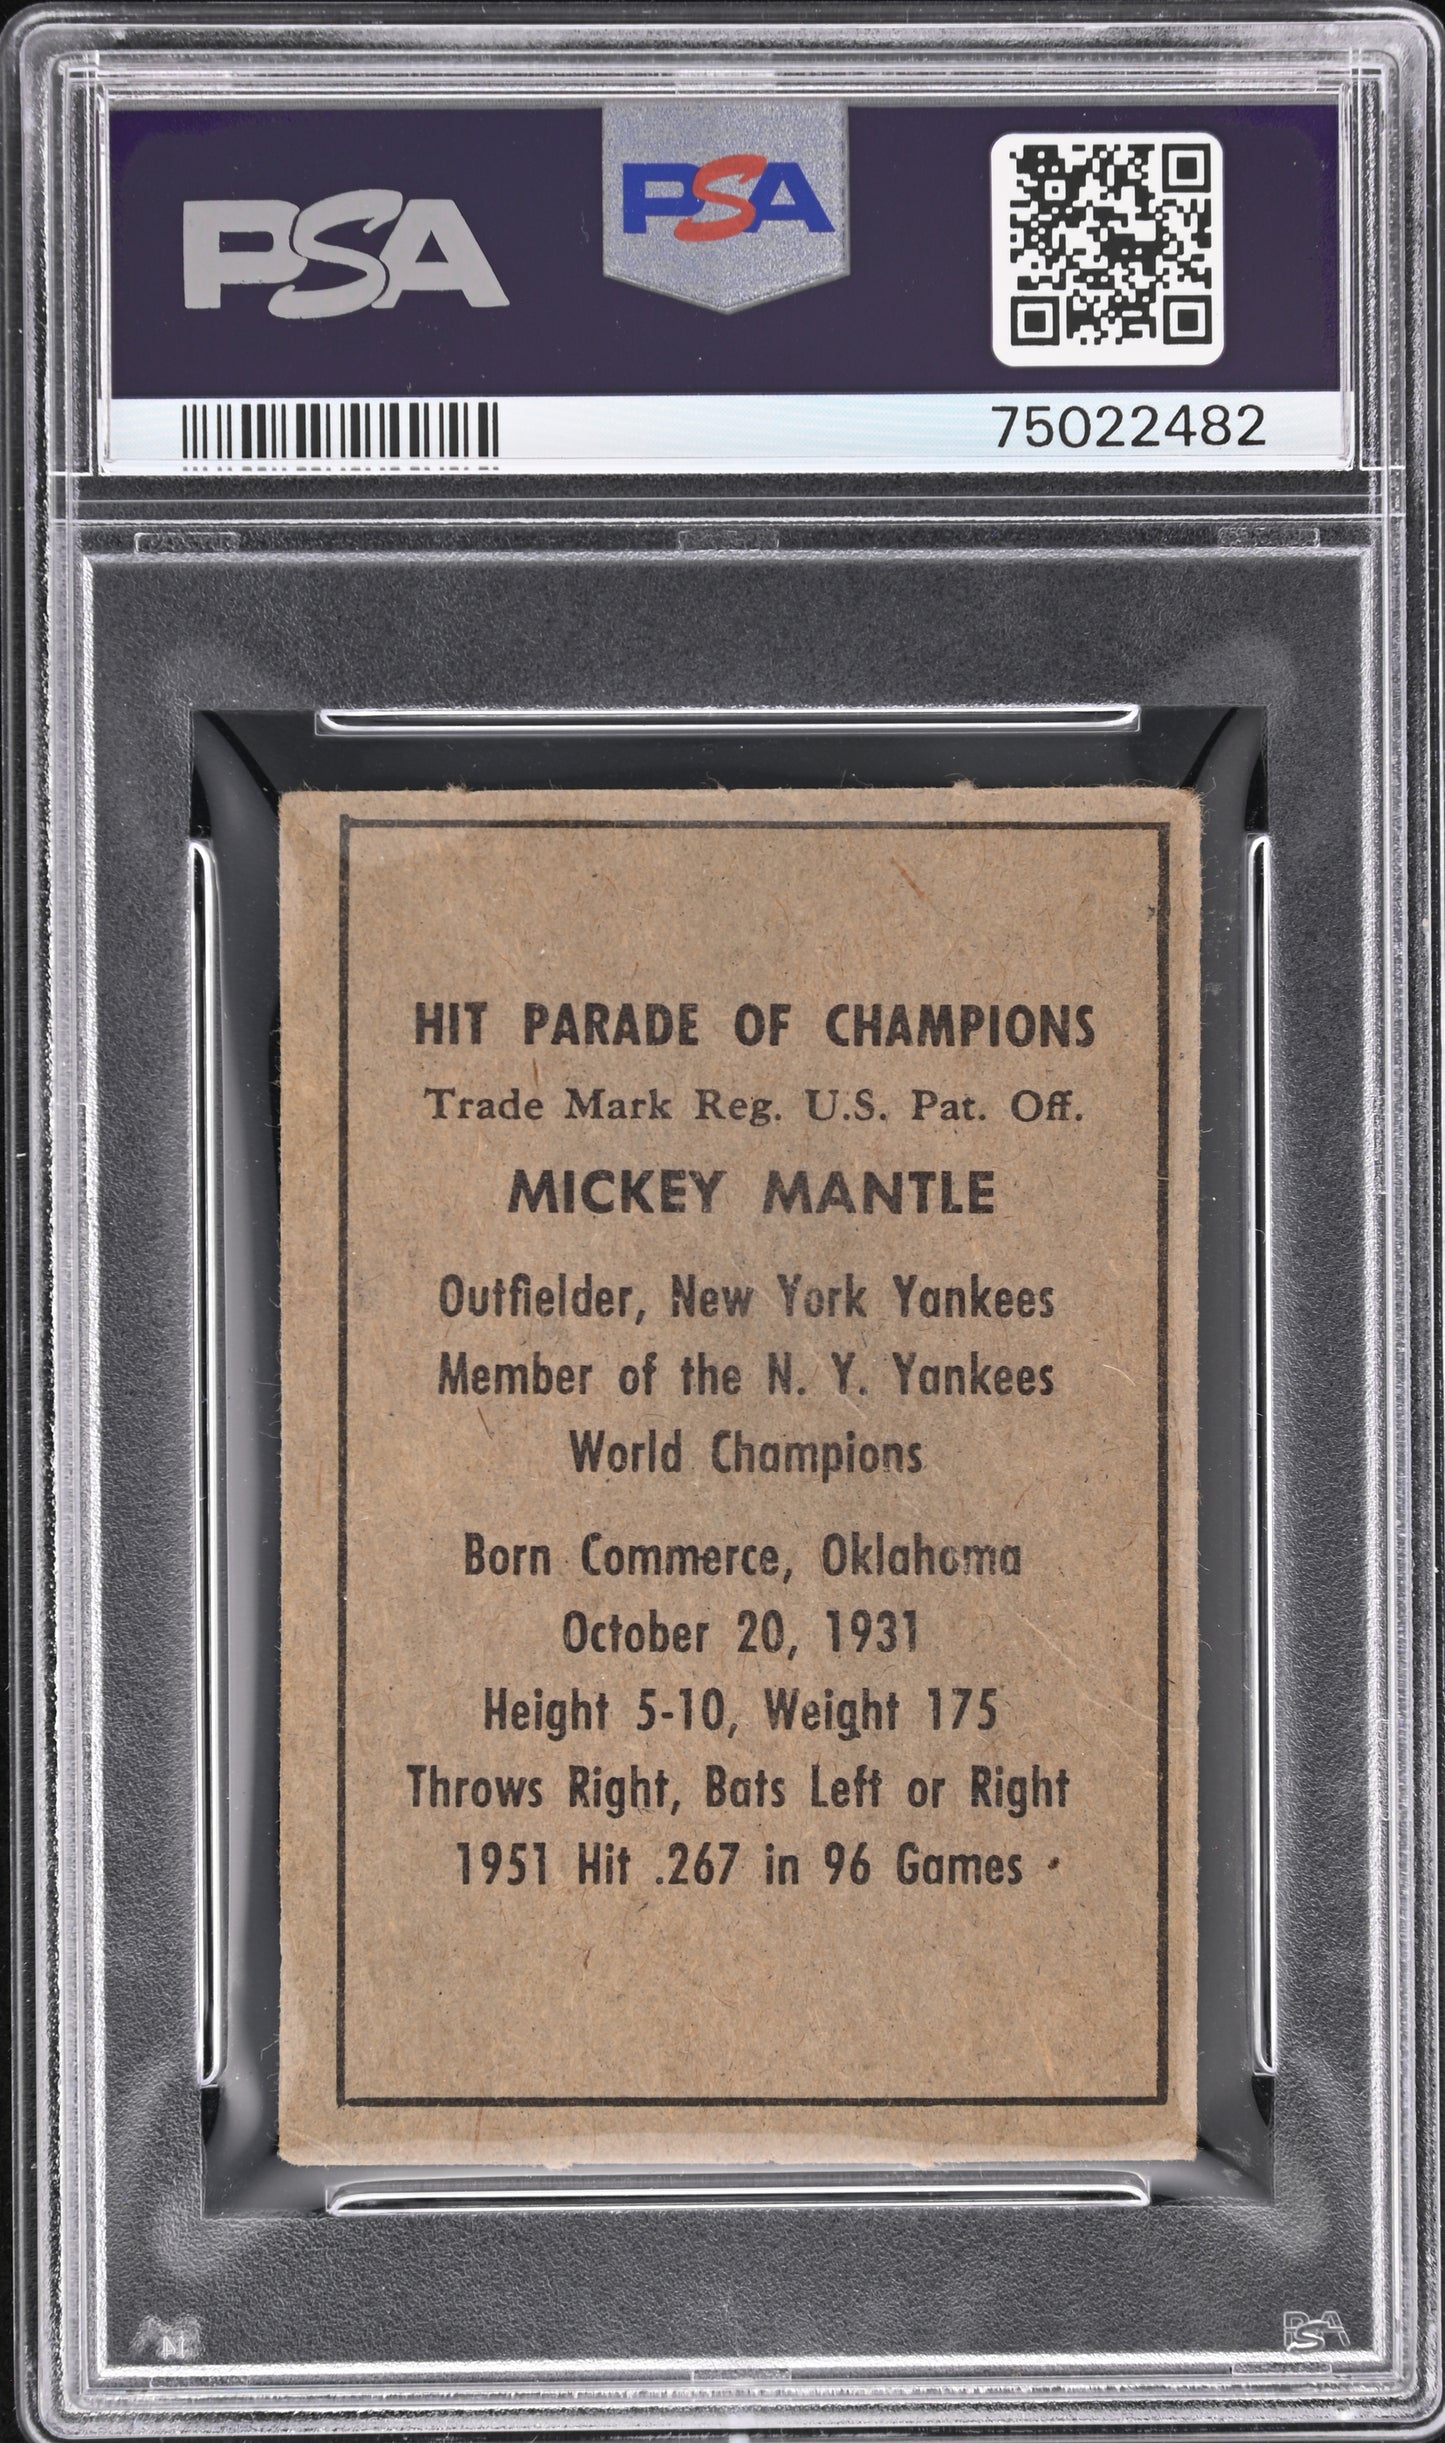 PSA
PSA
75022482
HIT PARADE OF CHAMPIONS
Trade Mark Reg. U.S. Pat. Off.
MICKEY MANTLE
Outfielder, New York Yankees
Member of the N. Y. Yankees
World Champions
Born Commerce, Oklahoma
October 20, 1931
Height 5-10, Weight 175
Throws Right, Bats Left or Right
1951 Hit .267 in 96 Games
PSA